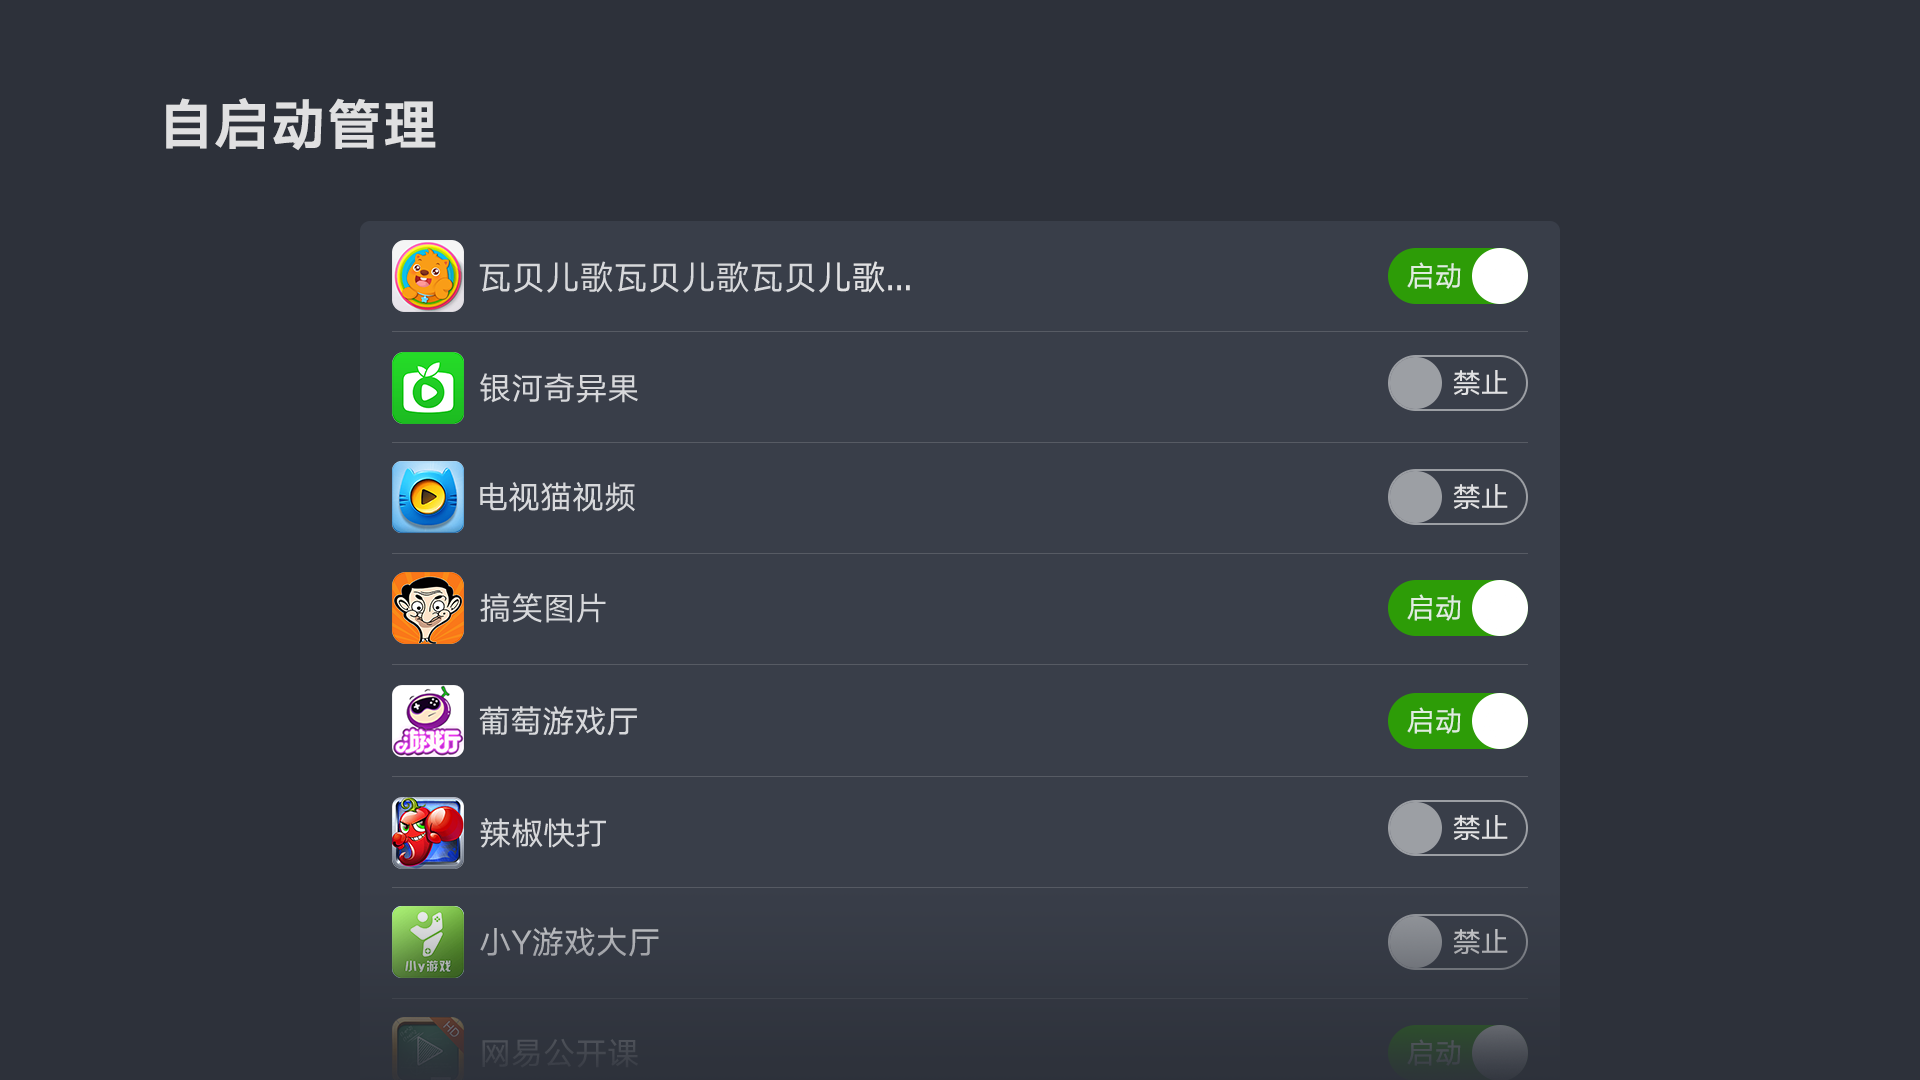 自启动管理
瓦贝儿歌瓦贝儿歌瓦贝儿歌...
启动
银河奇异果
禁止
电视猫视频
禁止
搞笑图片
启动
游戏厅
葡萄游戏厅
启动
辣椒快打
禁止
小y游戏
小Y游戏大厅
禁止
HD
网易公开课
启动